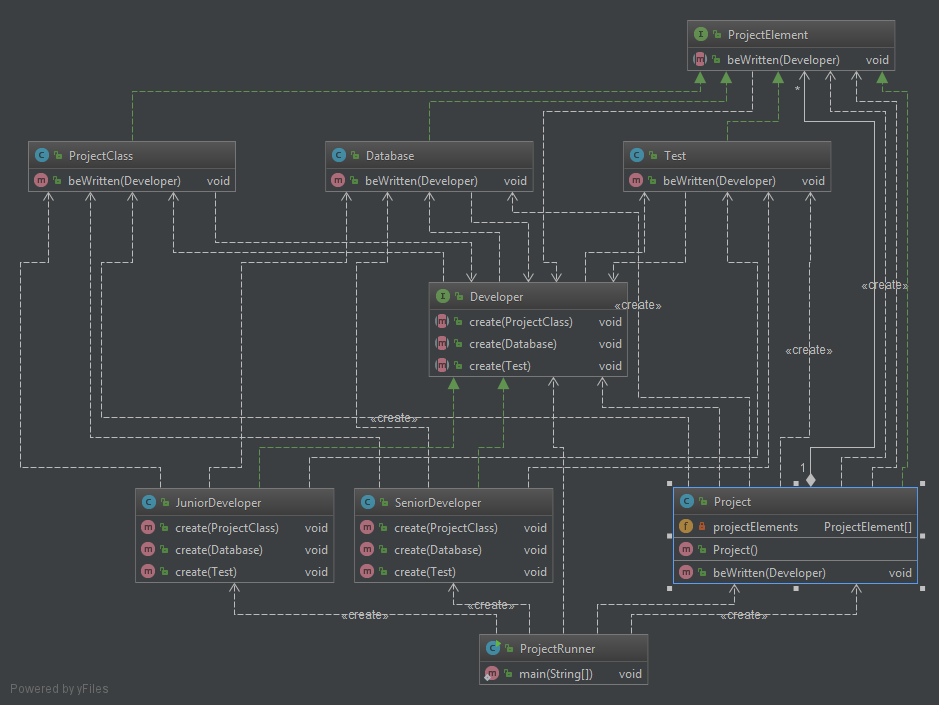 ProjectElement
beWritten(Developer) void
*
ProjectClass
beWritten(Developer) void
Database
beWritten(Developer) void
Test
beWritten(Developer) void
«create»
Developer
create(ProjectClass) void
create(Database) void
create(Test) void
«create»
«create»
«create»
1
JuniorDeveloper
create(ProjectClass) void
create(Database) void
create(Test) void
SeniorDeveloper
create(ProjectClass) void
create(Database) void
create(Test) void
Project
projectElements ProjectElement[]
Project()
beWritten(Developer) void
«create»
«create»
«create»
ProjectRunner
main(String[]) void
Powered by yFiles